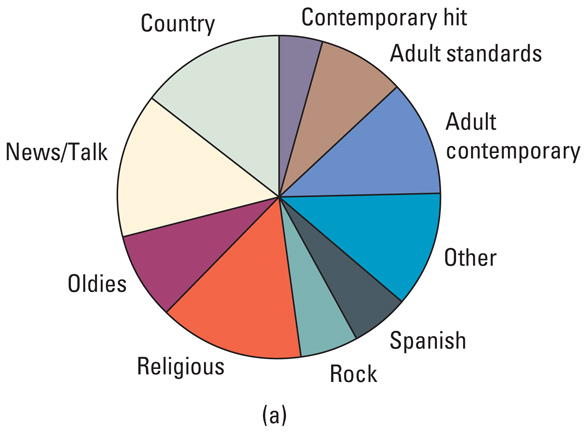 Country
Contemporary hit
Adult standards
Adult
contemporary
News/Talk
Other
Oldies
Spanish
Religious
Rock
(a)